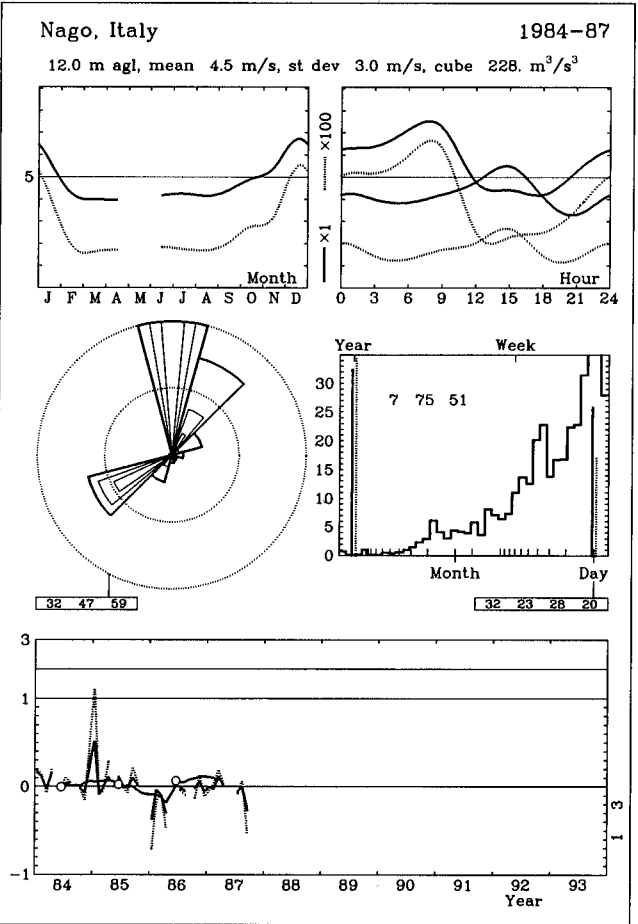 Nago, Italy 1984-87
12.0 m agl, mean 4.5 m/s, st dev 3.0 m/s, cube 228. m³/s³
5
×1 ×100
Month
J F M A M J J A S O N D
Hour
0 3 6 9 12 15 18 21 24
Year Week
30
25
20
15
10
5
0
7 75 51
Month Day
32 47 59
32 23 28 20
3
1
0
-1
1 3
84 85 86 87 88 89 90 91 92 93
Year